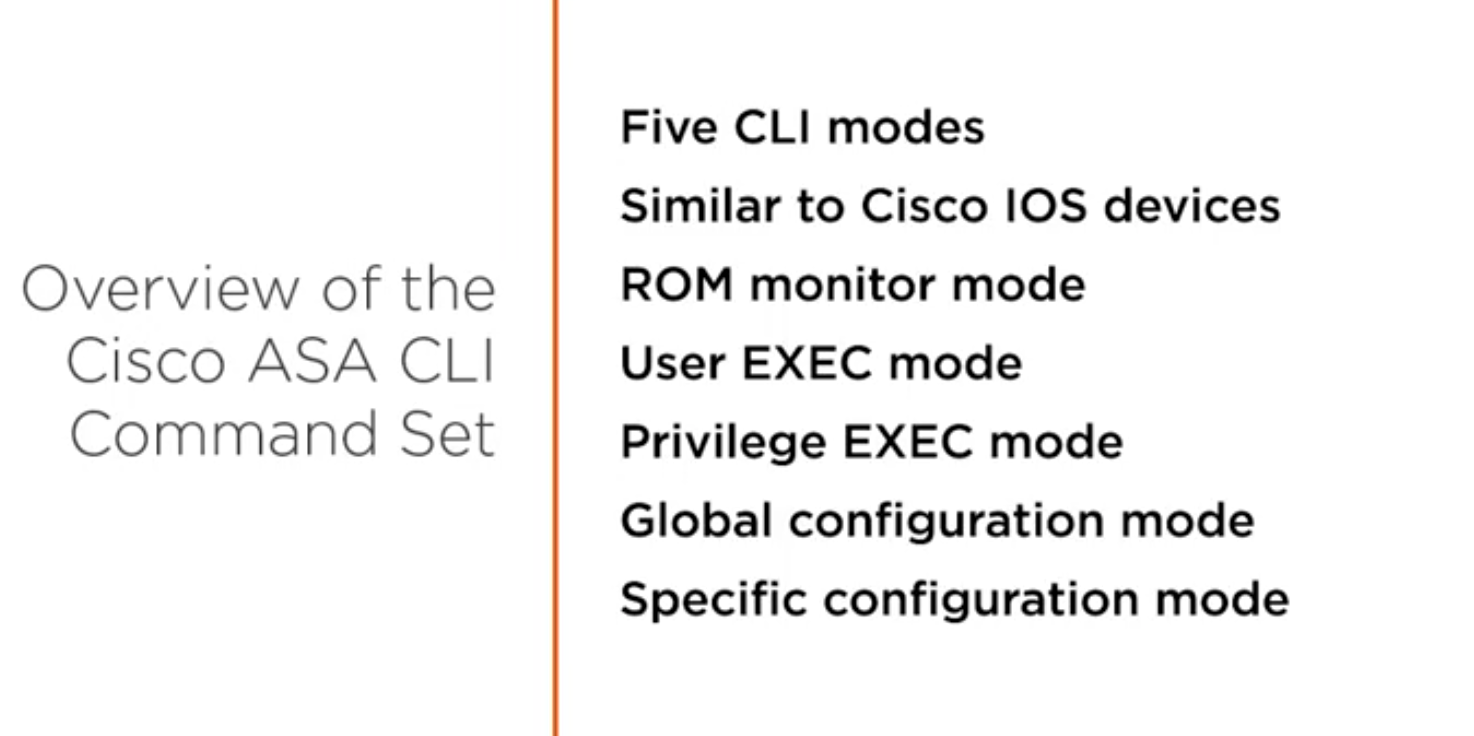 Overview of the
Cisco ASA CLI
Command Set
Five CLI modes
Similar to Cisco IOS devices
ROM monitor mode
User EXEC mode
Privilege EXEC mode
Global configuration mode
Specific configuration mode